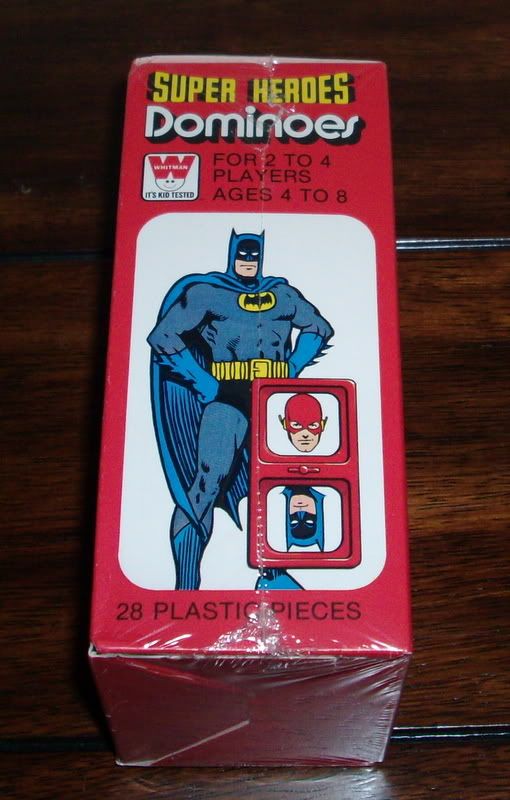 SUPER HEROES
Dominoes
W
WHITMAN
IT'S KID TESTED
FOR 2 TO 4
PLAYERS
AGES 4 TO 8
28 PLASTIC PIECES